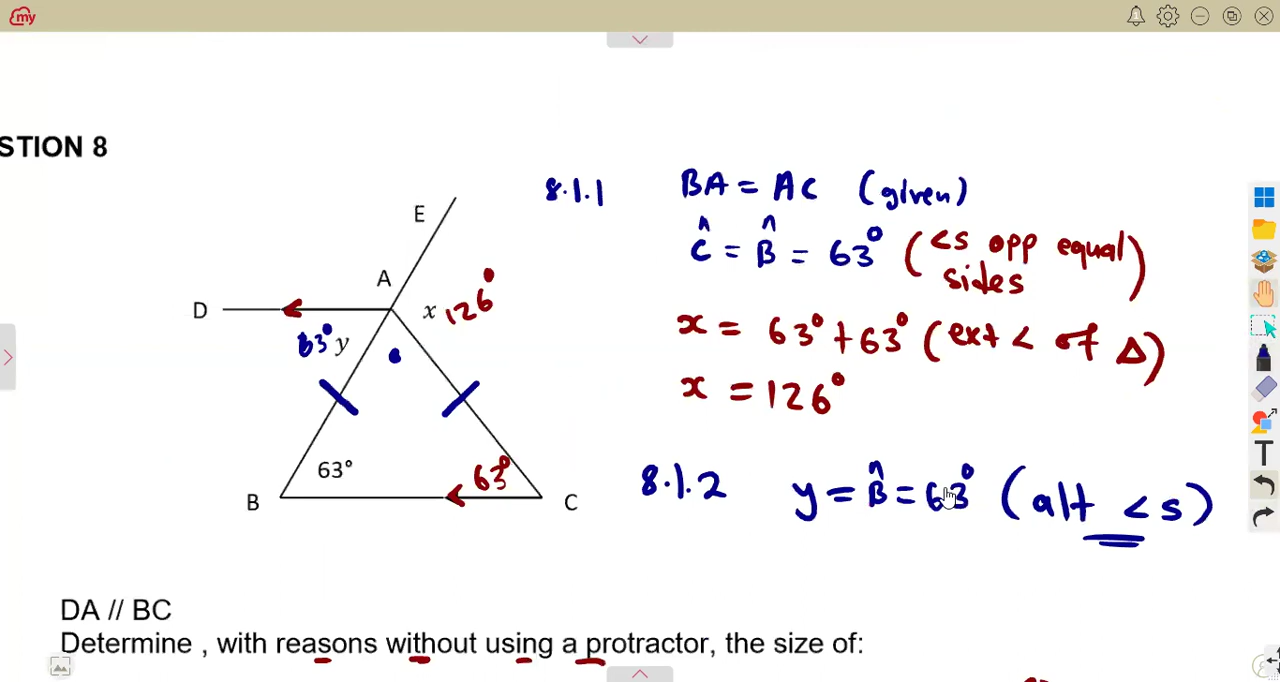 my
STION 8
E
A
D
x 126°
63° y
63°
63°
B
C
8.1.1
BA = AC (given)
Ĉ = B̂ = 63° (<s opp equal sides)
x = 63° + 63° (ext < of Δ)
x = 126°
8.1.2 y = B̂ = 63° (alt <s)
DA // BC
Determine , with reasons without using a protractor, the size of:
T